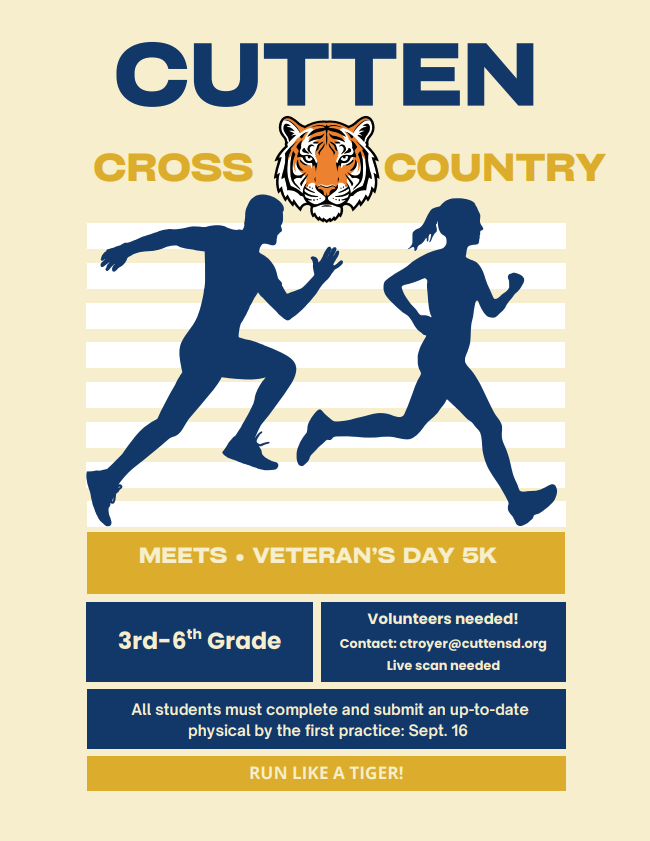 CUTTEN
CROSS COUNTRY
MEETS • VETERAN'S DAY 5K
3rd-6th Grade
Volunteers needed!
Contact: ctroyer@cuttensd.org
Live scan needed
All students must complete and submit an up-to-date
physical by the first practice: Sept. 16
RUN LIKE A TIGER!